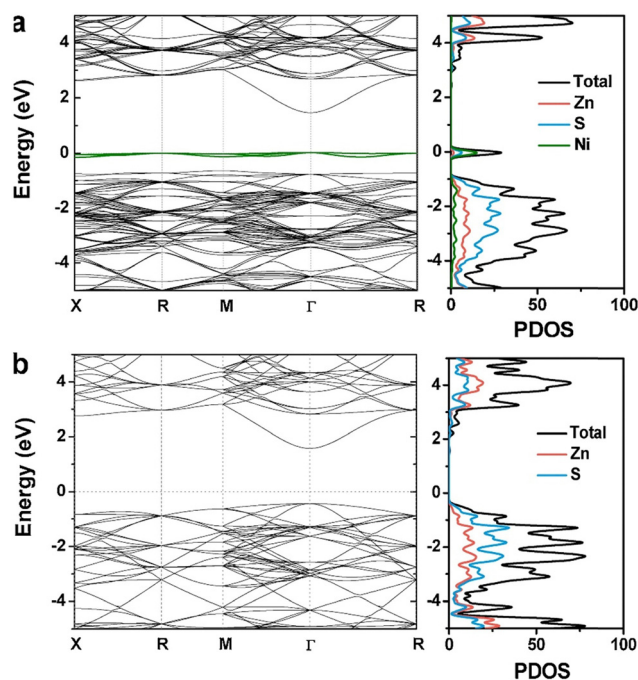 a
Energy (eV)
4
2
0
-2
-4
X R M Γ R
Total
Zn
S
Ni
4
2
0
-2
-4
0 50 100
PDOS
b
Energy (eV)
4
2
0
-2
-4
X R M Γ R
Total
Zn
S
4
2
0
-2
-4
0 50 100
PDOS